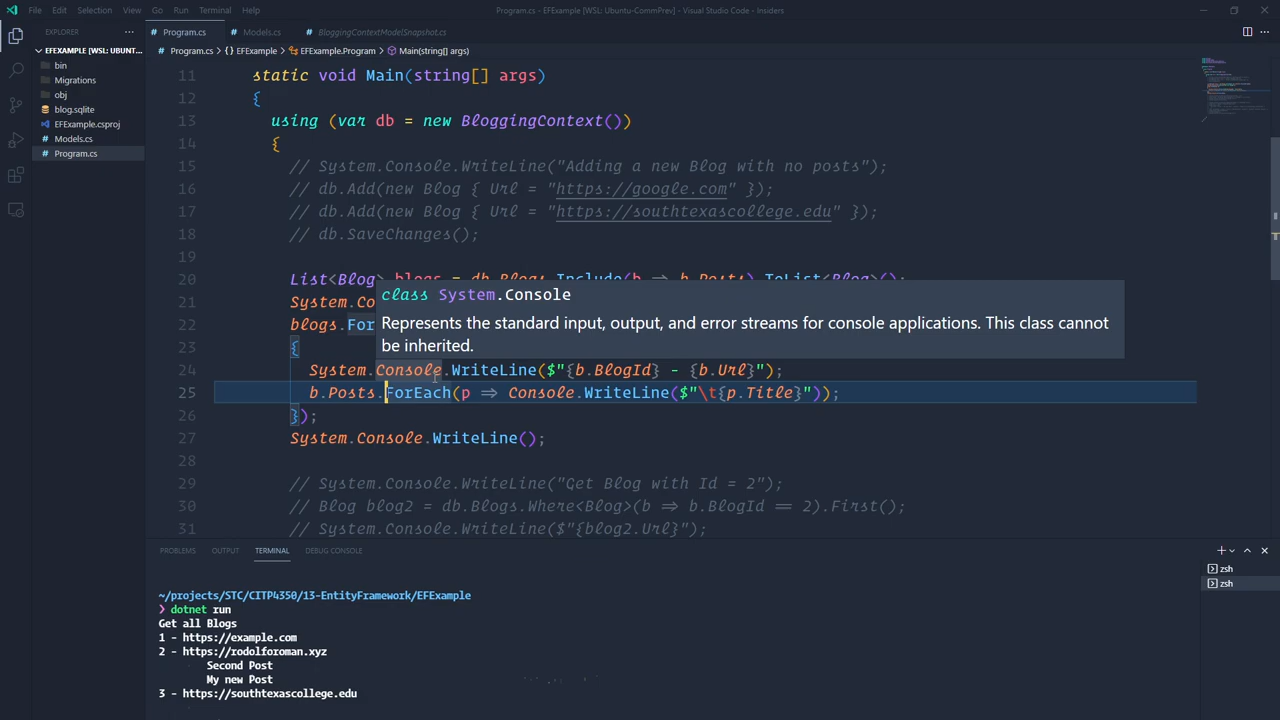 File Edit Selection View Go Run Terminal Help
Program.cs - EFExample [WSL: Ubuntu-CommPrev] - Visual Studio Code - Insiders
EXPLORER ···
Program.cs Models.cs BloggingContextModelSnapshot.cs
EFEXAMPLE [WSL: UBUNTU...
Program.cs > {} EFExample > EFExample.Program > Main(string[] args)
bin
Migrations
obj
blog.sqlite
EFExample.csproj
Models.cs
Program.cs
11 static void Main(string[] args)
12 {
13 using (var db = new BloggingContext())
14 {
15 // System.Console.WriteLine("Adding a new Blog with no posts");
16 // db.Add(new Blog { Url = "https://google.com" });
17 // db.Add(new Blog { Url = "https://southtexascollege.edu" });
18 // db.SaveChanges();
19
20 List<Blog> blogs = db.Blogs.Include(b => b.Posts).ToList<Blog>();
21 System.Co
22 blogs.For
class System.Console
Represents the standard input, output, and error streams for console applications. This class cannot
be inherited.
23 {
24 System.Console.WriteLine($"{b.BlogId} - {b.Url}");
25 b.Posts.ForEach(p => Console.WriteLine($"\t{p.Title}"));
26 });
27 System.Console.WriteLine();
28
29 // System.Console.WriteLine("Get Blog with Id = 2");
30 // Blog blog2 = db.Blogs.Where<Blog>(b => b.BlogId == 2).First();
31 // System.Console.WriteLine($"{blog2.Url}");
PROBLEMS OUTPUT TERMINAL DEBUG CONSOLE
zsh
zsh
~/projects/STC/CITP4350/13-EntityFramework/EFExample
❯ dotnet run
Get all Blogs
1 - https://example.com
2 - https://rodolforoman.xyz
Second Post
My new Post
3 - https://southtexascollege.edu